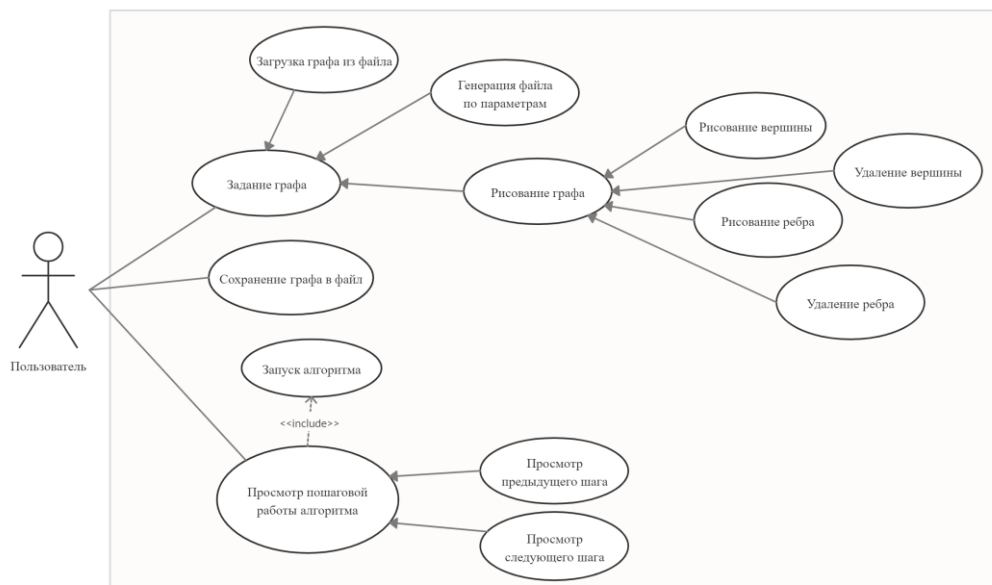 Загрузка графа из файла
Генерация файла
по параметрам
Рисование вершины
Удаление вершины
Задание графа
Рисование графа
Рисование ребра
Сохранение графа в файл
Удаление ребра
Пользователь
Запуск алгоритма
<<include>>
Просмотр пошаговой
работы алгоритма
Просмотр
предыдущего шага
Просмотр
следующего шага